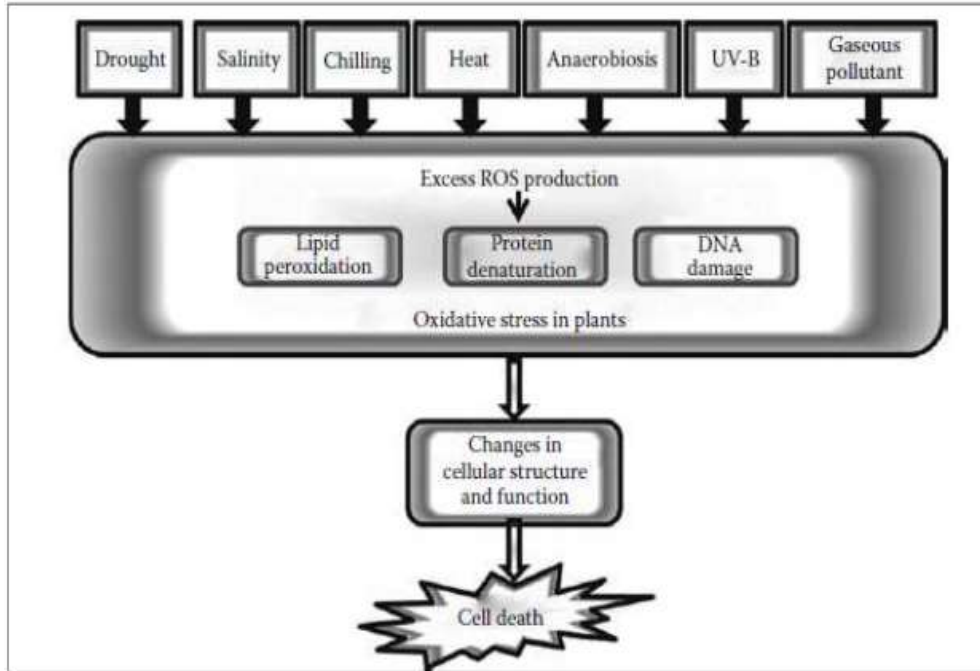 Drought
Salinity
Chilling
Heat
Anaerobiosis
UV-B
Gaseous
pollutant
Excess ROS production
Lipid
peroxidation
Protein
denaturation
DNA
damage
Oxidative stress in plants
Changes in
cellular structure
and function
Cell death